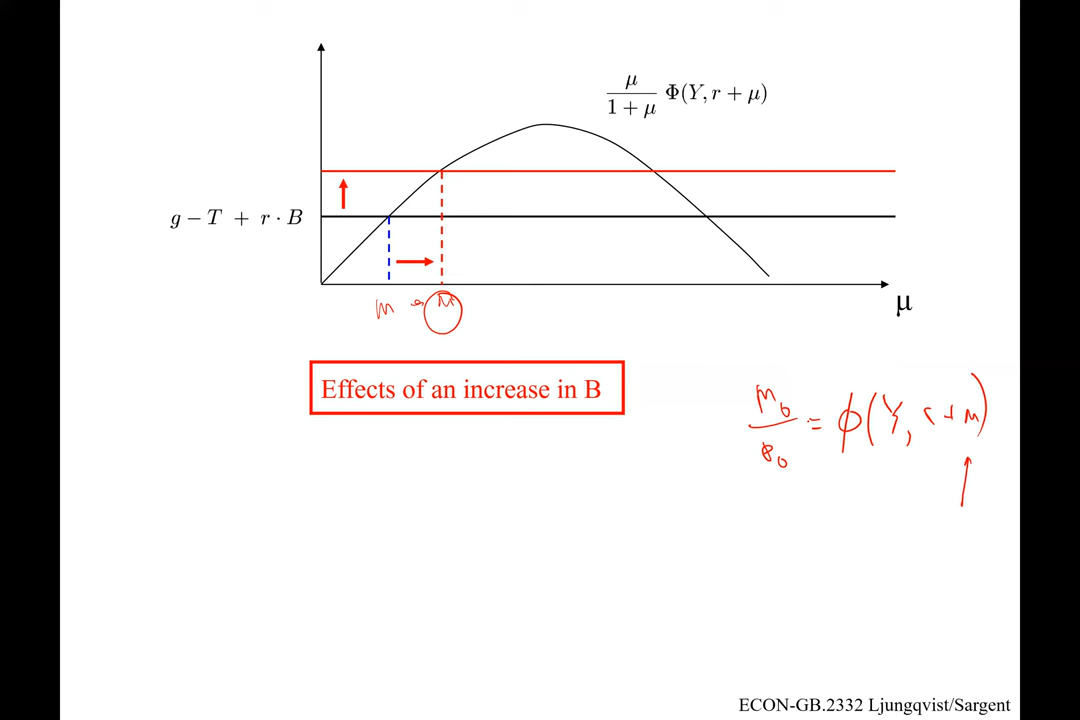 μ/(1 + μ) Φ(Y, r + μ)
g − T + r · B
μ
Effects of an increase in B
= ϕ(Y, r + μ)
ECON-GB.2332 Ljungqvist/Sargent